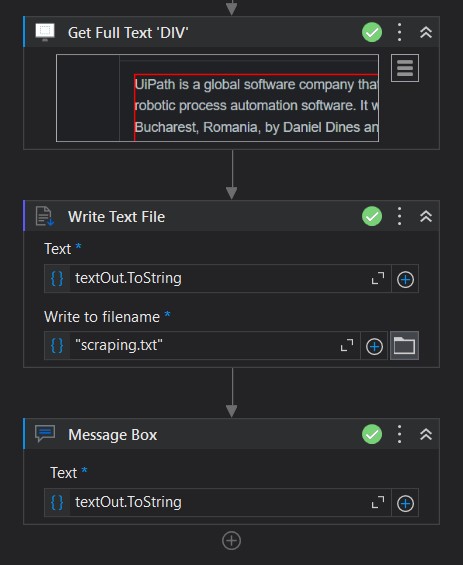 Get Full Text 'DIV'
UiPath is a global software company that
robotic process automation software. It w
Bucharest, Romania, by Daniel Dines an
Write Text File
Text *
{} textOut.ToString
Write to filename *
{} "scraping.txt"
Message Box
Text *
{} textOut.ToString